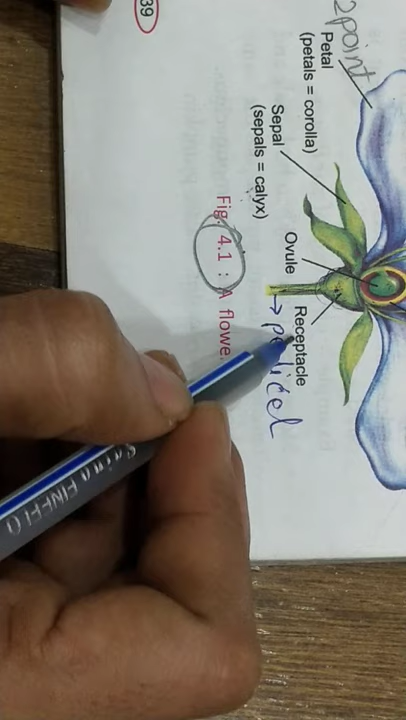 2 point
Petal
(petals = corolla)
Sepal
(sepals = calyx)
Ovule
Receptacle
→ pedicel
Fig. 4.1 : A flowe
39